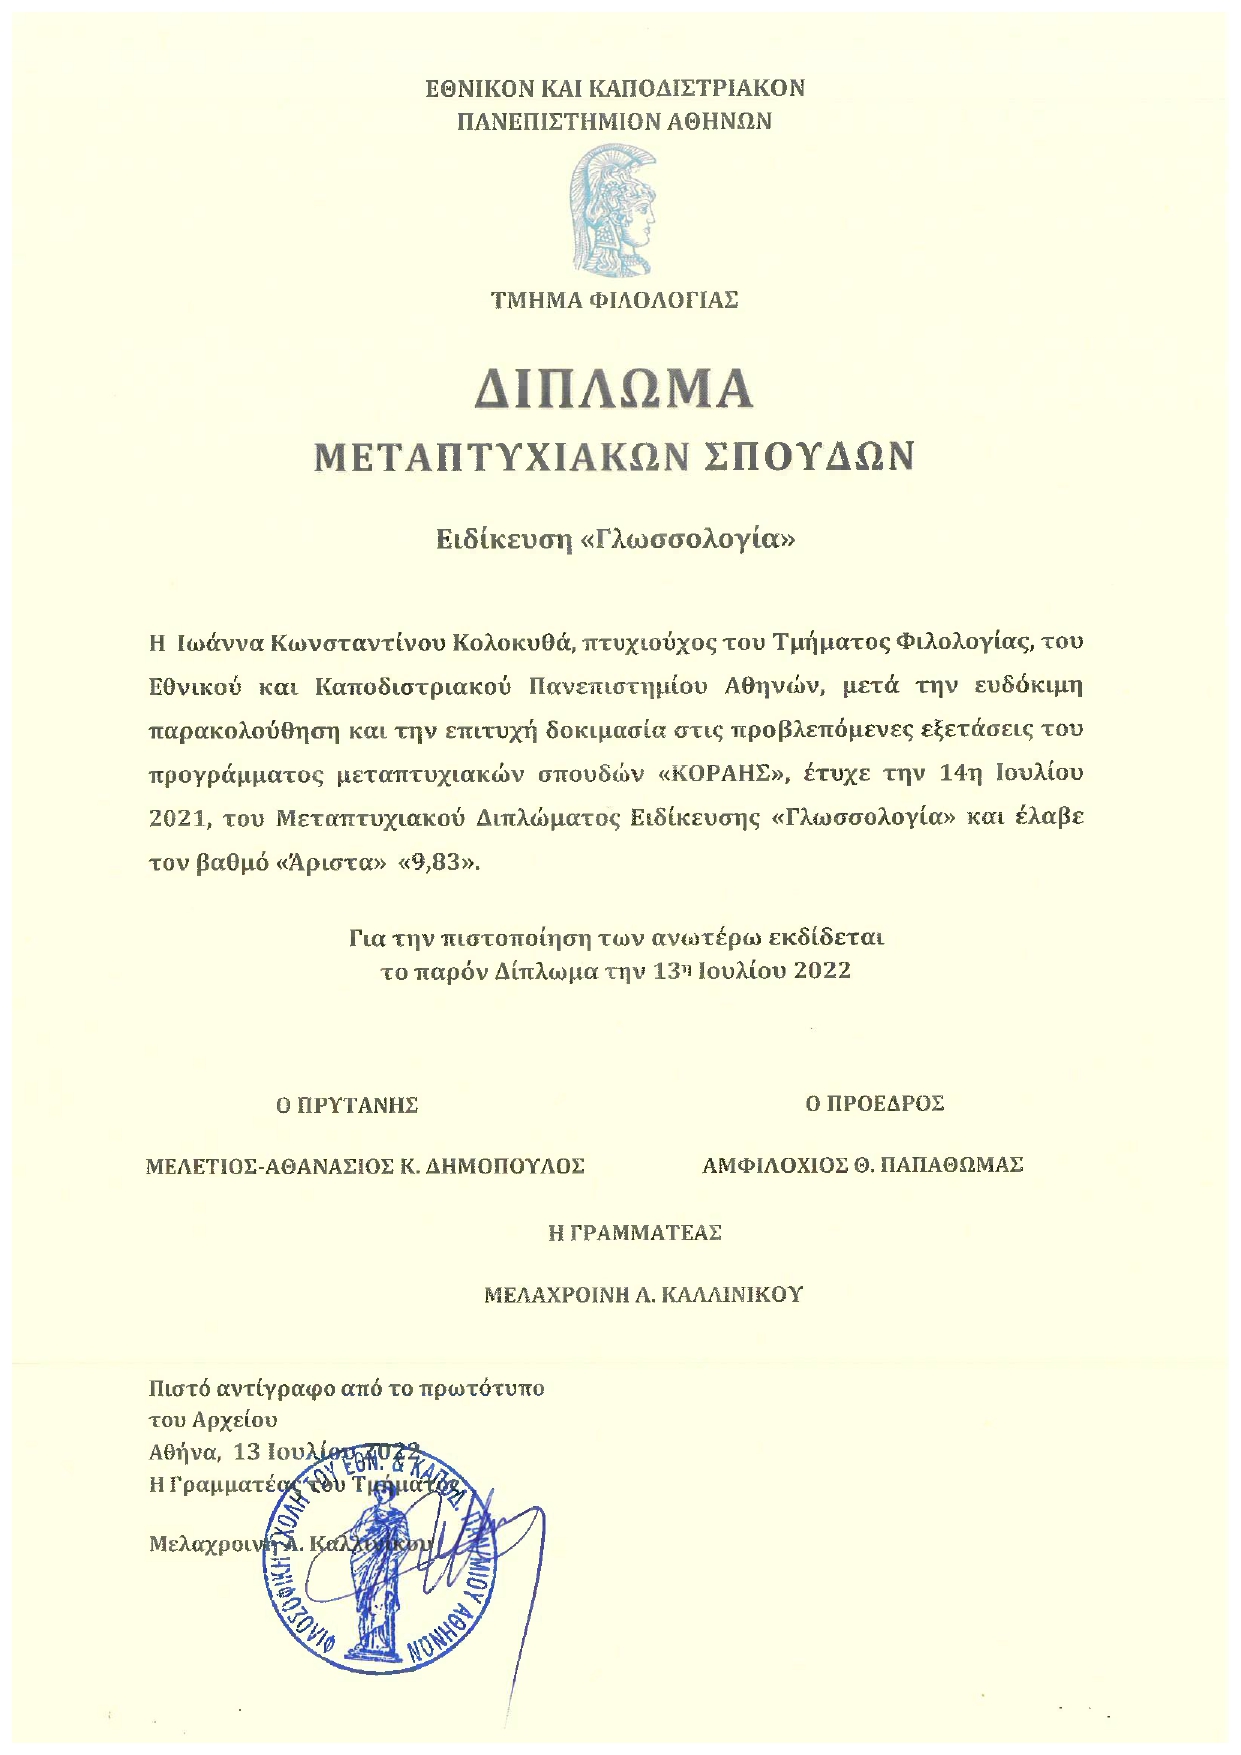 ΕΘΝΙΚΟΝ ΚΑΙ ΚΑΠΟΔΙΣΤΡΙΑΚΟΝ
ΠΑΝΕΠΙΣΤΗΜΙΟΝ ΑΘΗΝΩΝ
ΤΜΗΜΑ ΦΙΛΟΛΟΓΙΑΣ
ΔΙΠΛΩΜΑ
ΜΕΤΑΠΤΥΧΙΑΚΩΝ ΣΠΟΥΔΩΝ
Ειδίκευση «Γλωσσολογία»
Η Ιωάννα Κωνσταντίνου Κολοκυθά, πτυχιούχος του Τμήματος Φιλολογίας, του
Εθνικού και Καποδιστριακού Πανεπιστημίου Αθηνών, μετά την ευδόκιμη
παρακολούθηση και την επιτυχή δοκιμασία στις προβλεπόμενες εξετάσεις του
προγράμματος μεταπτυχιακών σπουδών «ΚΟΡΑΗΣ», έτυχε την 14η Ιουλίου
2021, του Μεταπτυχιακού Διπλώματος Ειδίκευσης «Γλωσσολογία» και έλαβε
τον βαθμό «Άριστα» «9,83».
Για την πιστοποίηση των ανωτέρω εκδίδεται
το παρόν Δίπλωμα την 13η Ιουλίου 2022
Ο ΠΡΥΤΑΝΗΣ
Ο ΠΡΟΕΔΡΟΣ
ΜΕΛΕΤΙΟΣ-ΑΘΑΝΑΣΙΟΣ Κ. ΔΗΜΟΠΟΥΛΟΣ
ΑΜΦΙΛΟΧΙΟΣ Θ. ΠΑΠΑΘΩΜΑΣ
Η ΓΡΑΜΜΑΤΕΑΣ
ΜΕΛΑΧΡΟΙΝΗ Α. ΚΑΛΛΙΝΙΚΟΥ
Πιστό αντίγραφο από το πρωτότυπο
του Αρχείου
Αθήνα, 13 Ιουλίου 2022
Η Γραμματέας του Τμήματος
Μελαχροινή Α. Καλλινίκου
ΦΙΛΟΣΟΦΙΚΗ ΣΧΟΛΗ ΤΟΥ ΕΘΝ. & ΚΑΠΟΔ. ΑΘΗΝΩΝ